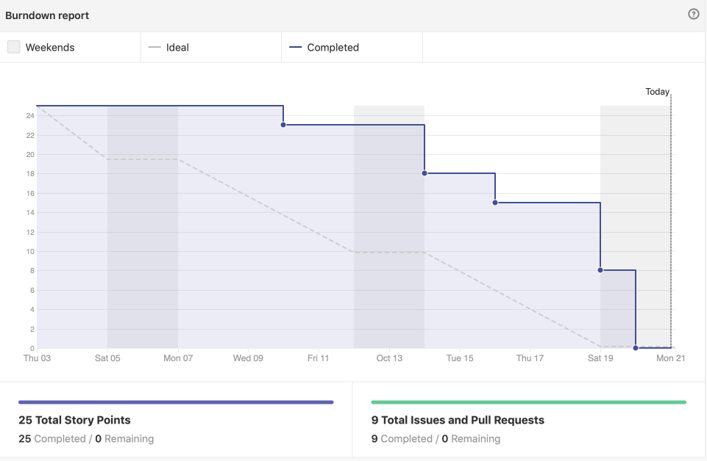 Burndown report
Weekends
Ideal
Completed
Today
24
22
20
18
16
14
12
10
8
6
4
2
0
Thu 03 Sat 05 Mon 07 Wed 09 Fri 11 Oct 13 Tue 15 Thu 17 Sat 19 Mon 21
25 Total Story Points
25 Completed / 0 Remaining
9 Total Issues and Pull Requests
9 Completed / 0 Remaining